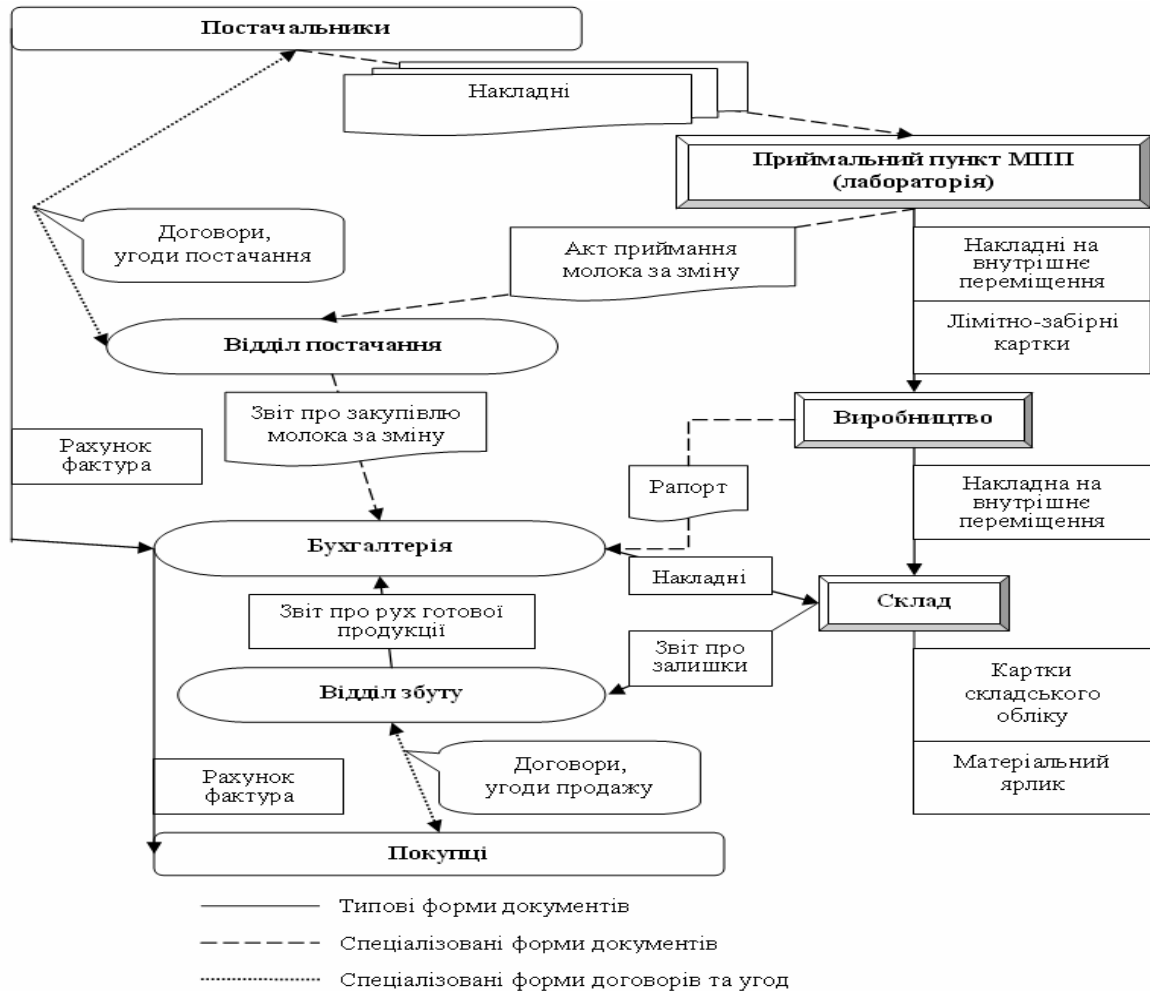 Постачальники
Накладні
Приймальний пункт МПП
(лабораторія)
Договори,
угоди постачання
Акт приймання
молока за зміну
Накладні на
внутрішнє
переміщення
Лімітно-забірні
картки
Відділ постачання
Звіт про закупівлю
молока за зміну
Виробництво
Рахунок
фактура
Рапорт
Накладна на
внутрішнє
переміщення
Бухгалтерія
Накладні
Склад
Звіт про рух готової
продукції
Звіт про
залишки
Відділ збуту
Картки
складського
обліку
Договори,
угоди продажу
Рахунок
фактура
Матеріальний
ярлик
Покупці
Типові форми документів
Спеціалізовані форми документів
Спеціалізовані форми договорів та угод